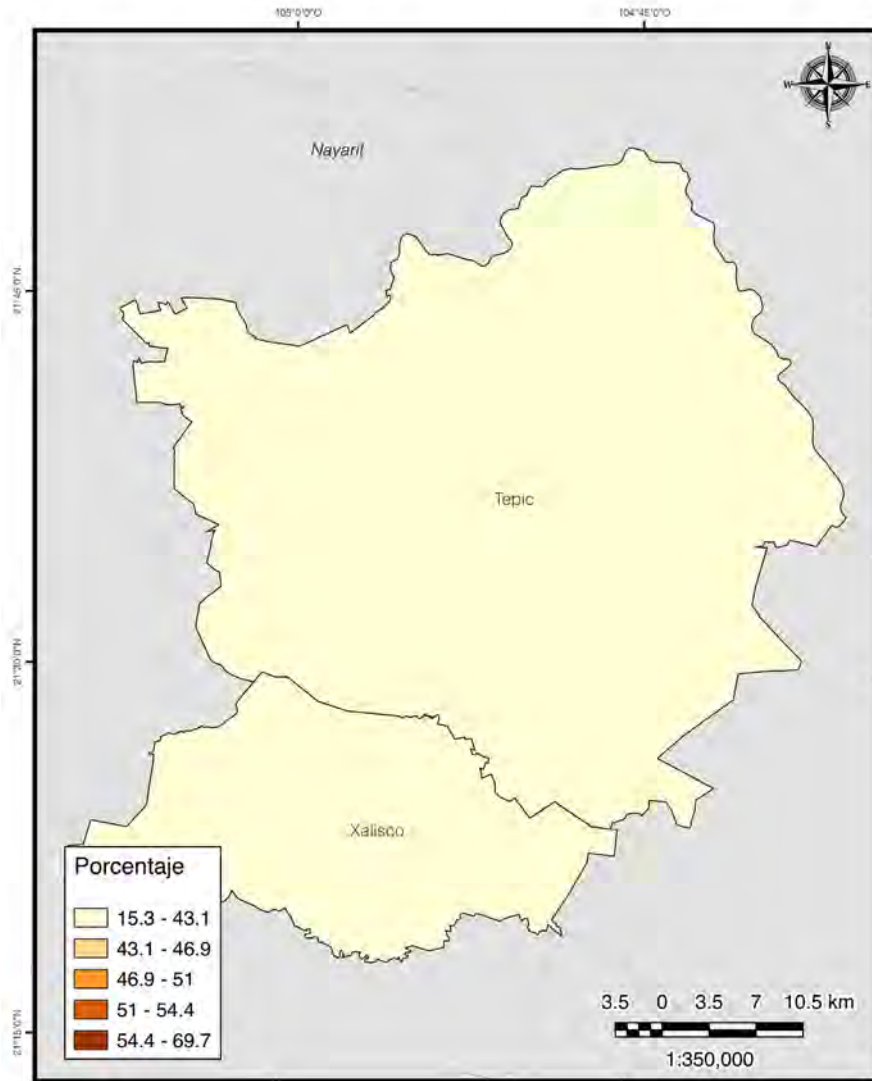 105°0'0"O 104°45'0"O
N
W E
S
Nayarit
21°45'0"N
Tepic
21°30'0"N
Xalisco
Porcentaje
15.3 - 43.1
43.1 - 46.9
46.9 - 51
51 - 54.4
54.4 - 69.7
3.5 0 3.5 7 10.5 km
1:350,000
21°15'0"N